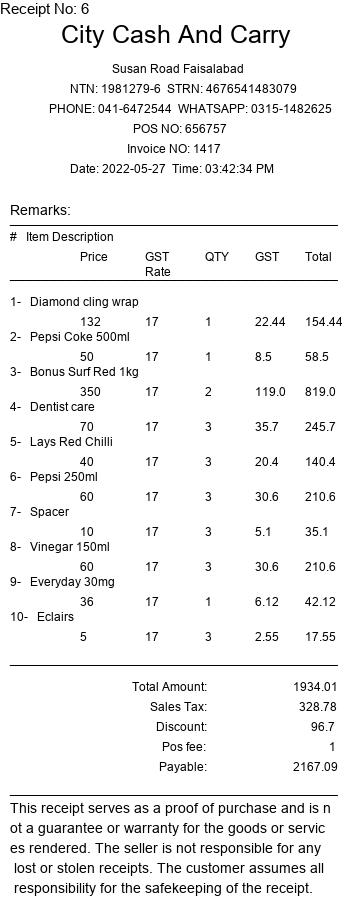 Receipt No: 6
City Cash And Carry
Susan Road Faisalabad
NTN: 1981279-6 STRN: 4676541483079
PHONE: 041-6472544 WHATSAPP: 0315-1482625
POS NO: 656757
Invoice NO: 1417
Date: 2022-05-27 Time: 03:42:34 PM
Remarks:
# Item Description
Price GST Rate QTY GST Total
1- Diamond cling wrap
132 17 1 22.44 154.44
2- Pepsi Coke 500ml
50 17 1 8.5 58.5
3- Bonus Surf Red 1kg
350 17 2 119.0 819.0
4- Dentist care
70 17 3 35.7 245.7
5- Lays Red Chilli
40 17 3 20.4 140.4
6- Pepsi 250ml
60 17 3 30.6 210.6
7- Spacer
10 17 3 5.1 35.1
8- Vinegar 150ml
60 17 3 30.6 210.6
9- Everyday 30mg
36 17 1 6.12 42.12
10- Eclairs
5 17 3 2.55 17.55
Total Amount: 1934.01
Sales Tax: 328.78
Discount: 96.7
Pos fee: 1
Payable: 2167.09
This receipt serves as a proof of purchase and is n
ot a guarantee or warranty for the goods or servic
es rendered. The seller is not responsible for any
lost or stolen receipts. The customer assumes all
responsibility for the safekeeping of the receipt.